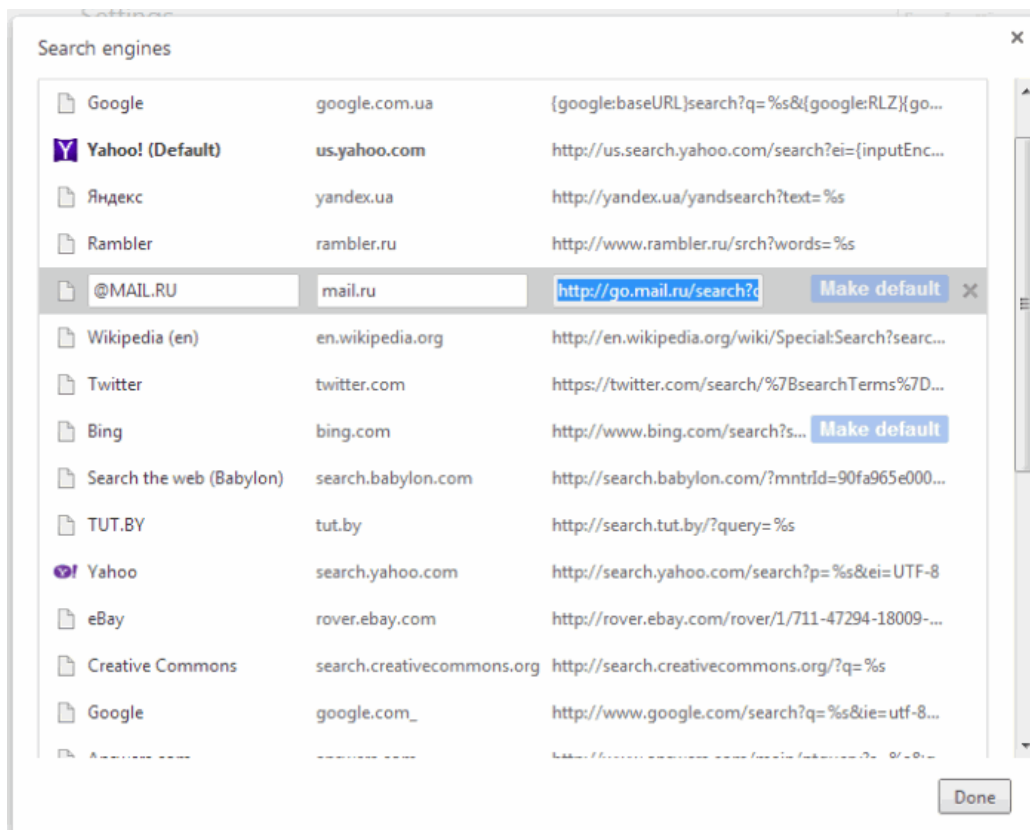 Settings
Search engines
Google google.com.ua {google:baseURL}search?q=%s&{google:RLZ}{go...
Yahoo! (Default) us.yahoo.com http://us.search.yahoo.com/search?ei={inputEnc...
Яндекс yandex.ua http://yandex.ua/yandsearch?text=%s
Rambler rambler.ru http://www.rambler.ru/srch?words=%s
@MAIL.RU mail.ru http://go.mail.ru/search?q Make default
Wikipedia (en) en.wikipedia.org http://en.wikipedia.org/wiki/Special:Search?searc...
Twitter twitter.com https://twitter.com/search/%7BsearchTerms%7D...
Bing bing.com http://www.bing.com/search?s... Make default
Search the web (Babylon) search.babylon.com http://search.babylon.com/?mntrId=90fa965e000...
TUT.BY tut.by http://search.tut.by/?query=%s
Yahoo search.yahoo.com http://search.yahoo.com/search?p=%s&ei=UTF-8
eBay rover.ebay.com http://rover.ebay.com/rover/1/711-47294-18009-...
Creative Commons search.creativecommons.org http://search.creativecommons.org/?q=%s
Google google.com_ http://www.google.com/search?q=%s&ie=utf-8...
Answers.com answers.com
Done